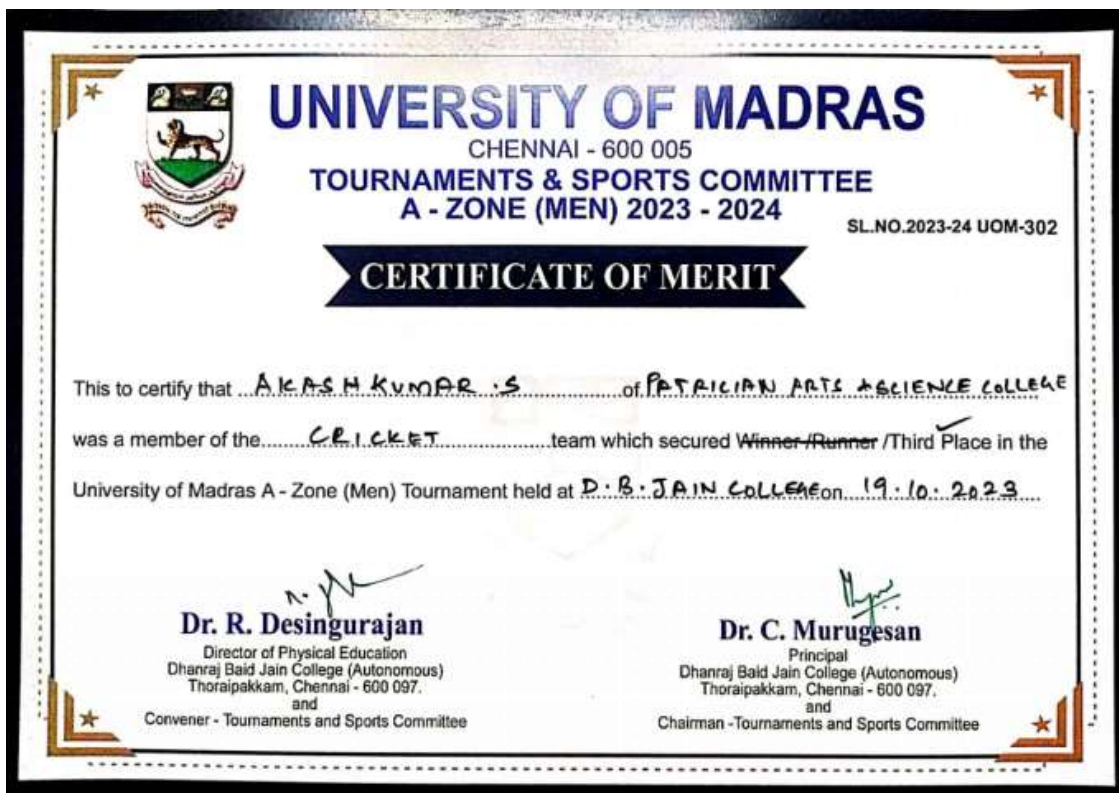 UNIVERSITY OF MADRAS
CHENNAI - 600 005
TOURNAMENTS & SPORTS COMMITTEE
A - ZONE (MEN) 2023 - 2024
SL.NO.2023-24 UOM-302
CERTIFICATE OF MERIT
This to certify that AKASH KUMAR.S of PATRICIAN ARTS & SCIENCE COLLEGE
was a member of the CRICKET team which secured Winner /Runner /Third Place in the
University of Madras A - Zone (Men) Tournament held at D.B.JAIN COLLEGE on 19.10.2023
Dr. R. Desingurajan
Director of Physical Education
Dhanraj Baid Jain College (Autonomous)
Thoraipakkam, Chennai - 600 097.
and
Convener - Tournaments and Sports Committee
Dr. C. Murugesan
Principal
Dhanraj Baid Jain College (Autonomous)
Thoraipakkam, Chennai - 600 097.
and
Chairman -Tournaments and Sports Committee